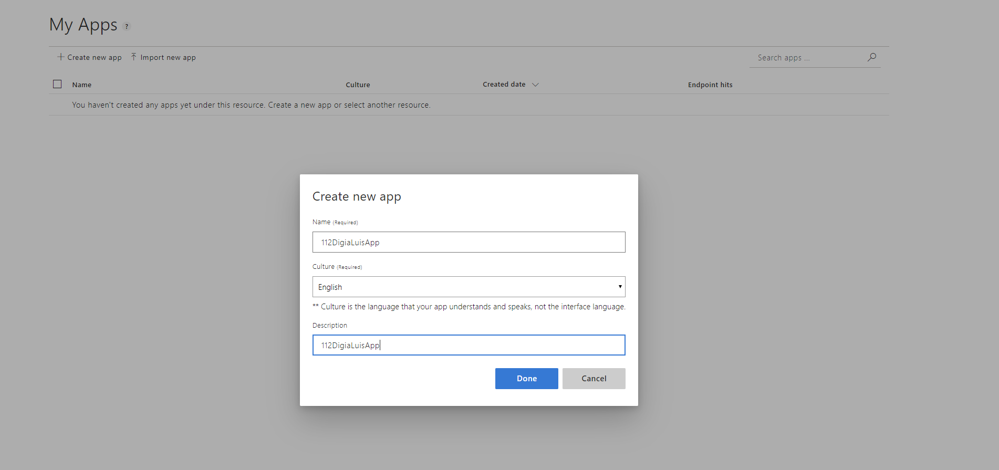 My Apps ?
Create new app Import new app Search apps ...
Name Culture Created date Endpoint hits
You haven't created any apps yet under this resource. Create a new app or select another resource.
Create new app
Name (Required)
112DigiaLuisApp
Culture (Required)
English
** Culture is the language that your app understands and speaks, not the interface language.
Description
112DigiaLuisApp
Done Cancel